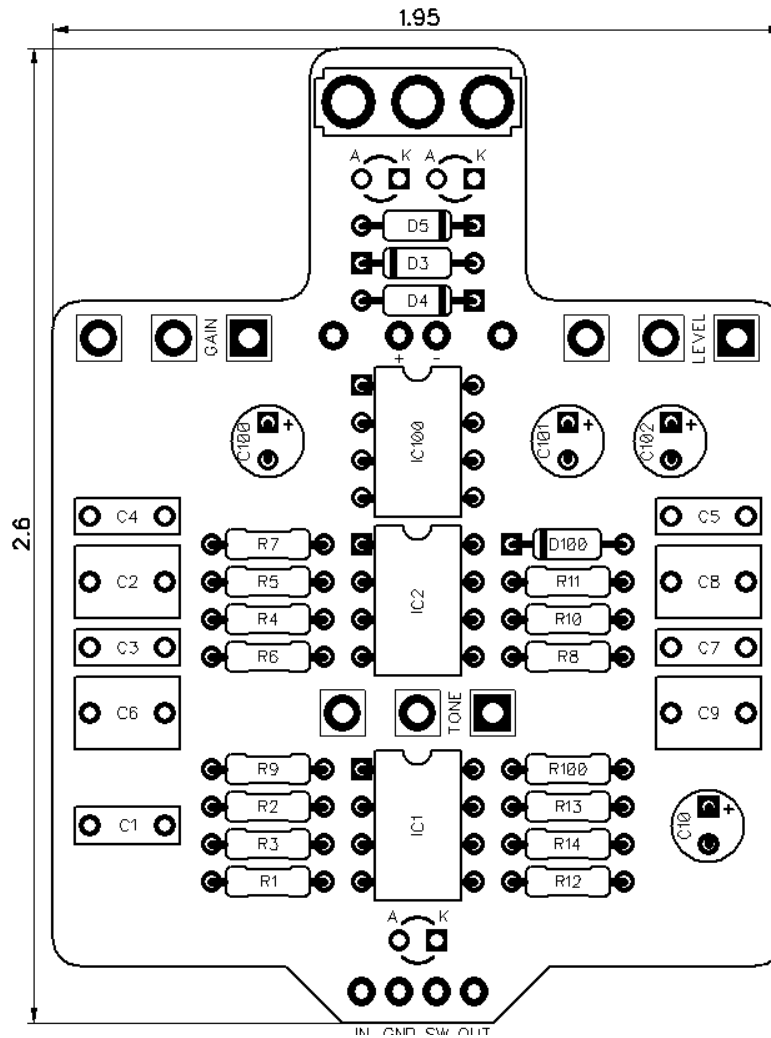 1.95
A K A K
D5
D3
D4
GAIN LEVEL
+ -
C100 + IC100 C101 + C102 +
2.6
C4 C5
R7 D100
C2 R5 IC2 R11 C8
R4 R10
C3 R6 R8 C7
C6 TONE C9
R9 R100
R2 R13
C1 R3 IC1 R14 C10 +
R1 R12
A K
IN GND SW OUT